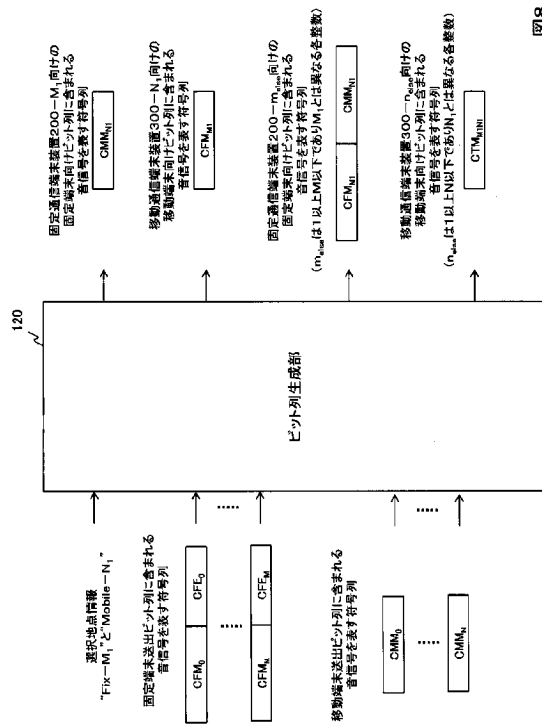 図8
120
選択地点情報
"Fix－M₁"と"Mobile－N₁"
固定端末送出ビット列に含まれる
音信号を表す符号列
CFM₀ CFE₀
......
CFM_M CFE_M
移動端末送出ビット列に含まれる
音信号を表す符号列
CMM₀
......
CMM_N
ビット列生成部
固定通信端末装置200－M₁向けの
固定端末向けビット列に含まれる
音信号を表す符号列
CMM_N1
移動通信端末装置300－N₁向けの
移動端末向けビット列に含まれる
音信号を表す符号列
CFM_M1
固定通信端末装置200－m_else向けの
固定端末向けビット列に含まれる
音信号を表す符号列
(m_elseは1以上M以下でありM₁とは異なる各整数)
CFM_N1 CMM_N1
移動通信端末装置300－n_else向けの
移動端末向けビット列に含まれる
音信号を表す符号列
(n_elseは1以上N以下でありN₁とは異なる各整数)
CTM_N1N1